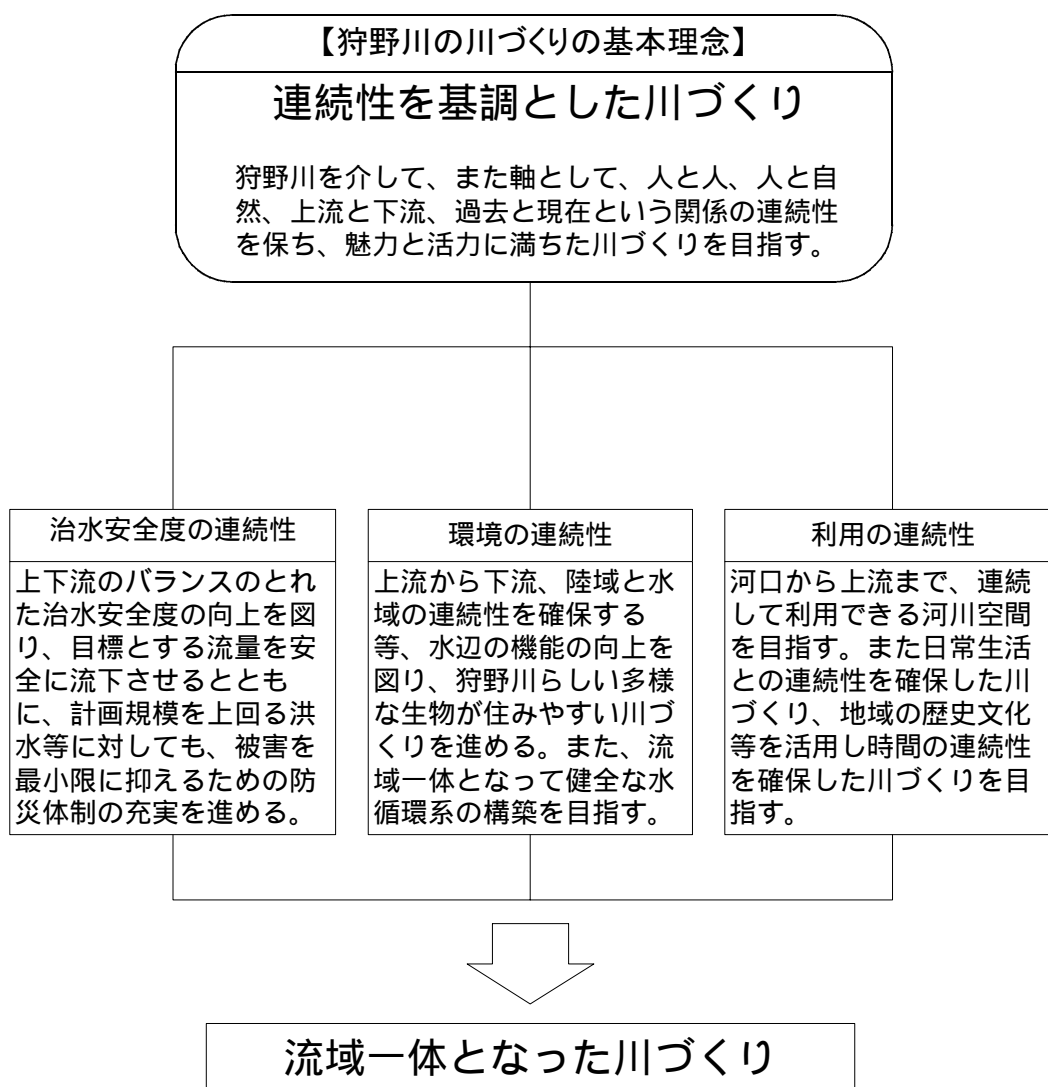 【狩野川の川づくりの基本理念】
連続性を基調とした川づくり
狩野川を介して、また軸として、人と人、人と自
然、上流と下流、過去と現在という関係の連続性
を保ち、魅力と活力に満ちた川づくりを目指す。
治水安全度の連続性
上下流のバランスのとれ
た治水安全度の向上を図
り、目標とする流量を安
全に流下させるととも
に、計画規模を上回る洪
水等に対しても、被害を
最小限に抑えるための防
災体制の充実を進める。
環境の連続性
上流から下流、陸域と水
域の連続性を確保する
等、水辺の機能の向上を
図り、狩野川らしい多様
な生物が住みやすい川づ
くりを進める。また、流
域一体となって健全な水
循環系の構築を目指す。
利用の連続性
河口から上流まで、連続
して利用できる河川空間
を目指す。また日常生活
との連続性を確保した川
づくり、地域の歴史文化
等を活用し時間の連続性
を確保した川づくりを目
指す。
流域一体となった川づくり